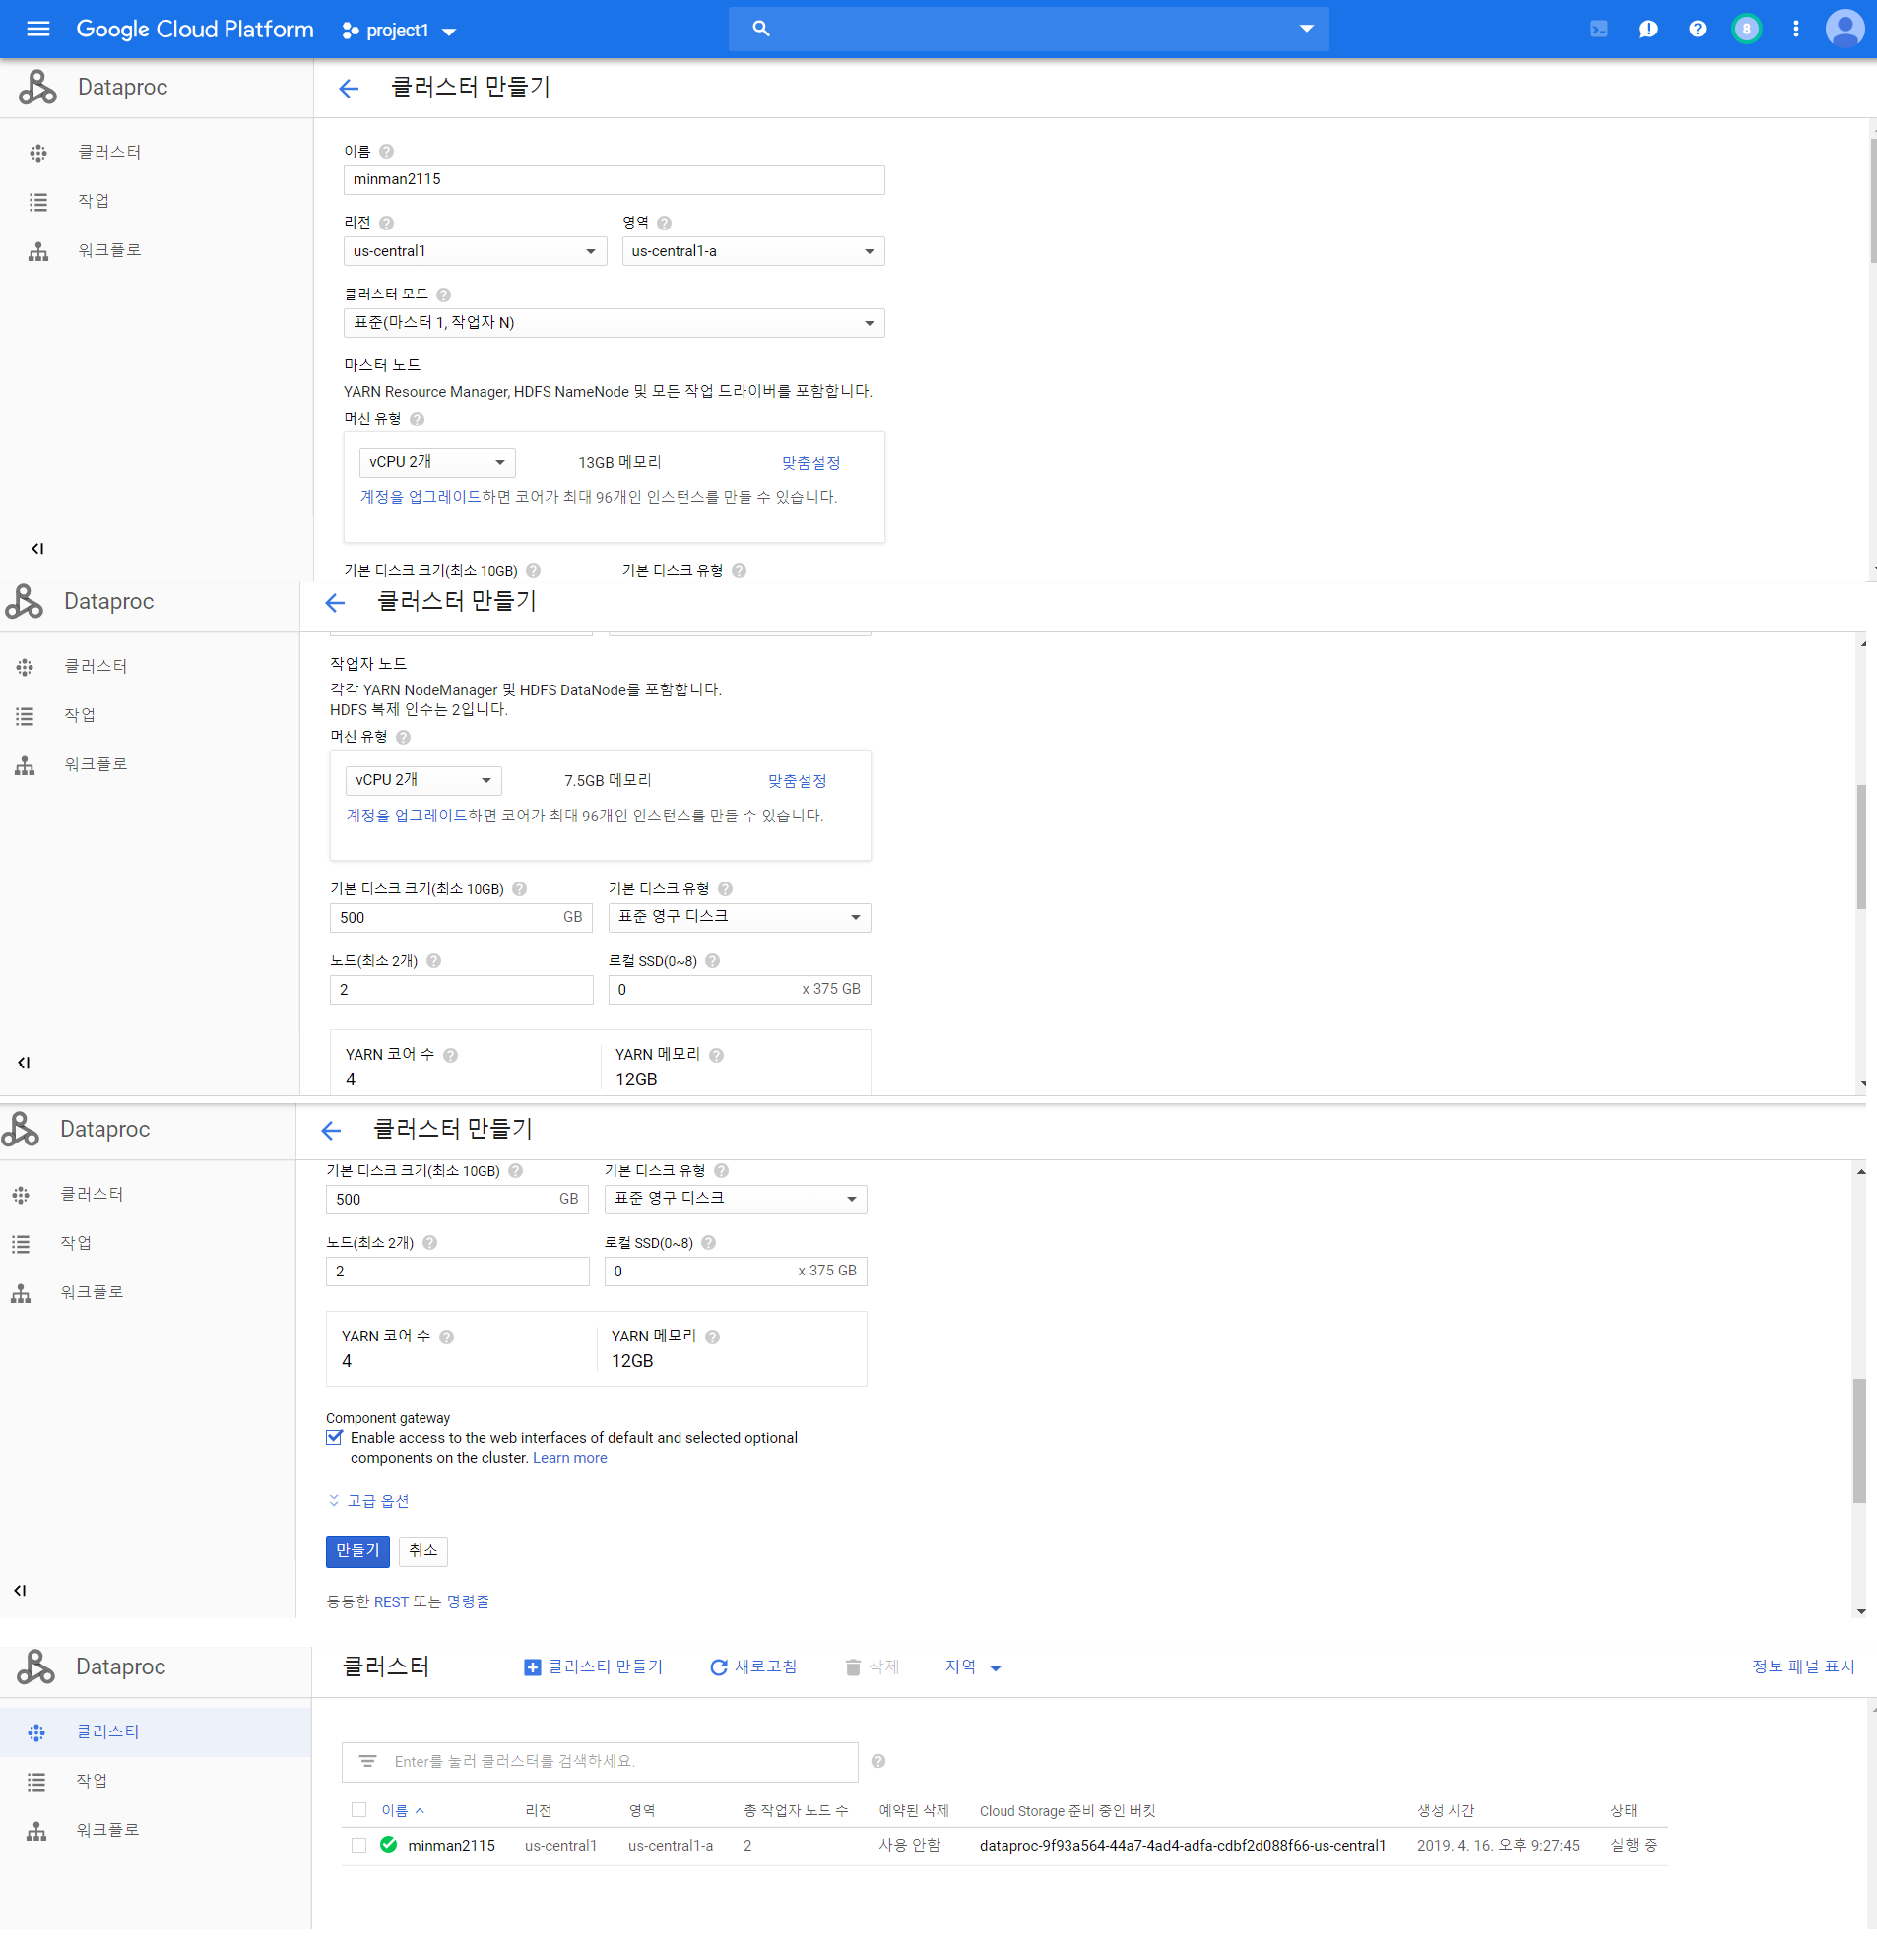 Google Cloud Platform project1
8
Dataproc
클러스터 만들기
클러스터
작업
워크플로
이름
minman2115
리전 영역
us-central1 us-central1-a
클러스터 모드
표준(마스터 1, 작업자 N)
마스터 노드
YARN Resource Manager, HDFS NameNode 및 모든 작업 드라이버를 포함합니다.
머신 유형
vCPU 2개 13GB 메모리 맞춤설정
계정을 업그레이드하면 코어가 최대 96개인 인스턴스를 만들 수 있습니다.
기본 디스크 크기(최소 10GB) 기본 디스크 유형
Dataproc
클러스터 만들기
클러스터
작업
워크플로
작업자 노드
각각 YARN NodeManager 및 HDFS DataNode를 포함합니다.
HDFS 복제 인수는 2입니다.
머신 유형
vCPU 2개 7.5GB 메모리 맞춤설정
계정을 업그레이드하면 코어가 최대 96개인 인스턴스를 만들 수 있습니다.
기본 디스크 크기(최소 10GB) 기본 디스크 유형
500 GB 표준 영구 디스크
노드(최소 2개) 로컬 SSD(0~8)
2 0 x 375 GB
YARN 코어 수 YARN 메모리
4 12GB
Dataproc
클러스터 만들기
클러스터
작업
워크플로
기본 디스크 크기(최소 10GB) 기본 디스크 유형
500 GB 표준 영구 디스크
노드(최소 2개) 로컬 SSD(0~8)
2 0 x 375 GB
YARN 코어 수 YARN 메모리
4 12GB
Component gateway
Enable access to the web interfaces of default and selected optional
components on the cluster. Learn more
고급 옵션
만들기 취소
동등한 REST 또는 명령줄
Dataproc
클러스터 클러스터 만들기 새로고침 삭제 지역 정보 패널 표시
클러스터
작업
워크플로
Enter를 눌러 클러스터를 검색하세요.
이름 리전 영역 총 작업자 노드 수 예약된 삭제 Cloud Storage 준비 중인 버킷 생성 시간 상태
minman2115 us-central1 us-central1-a 2 사용 안함 dataproc-9f93a564-44a7-4ad4-adfa-cdbf2d088f66-us-central1 2019. 4. 16. 오후 9:27:45 실행 중